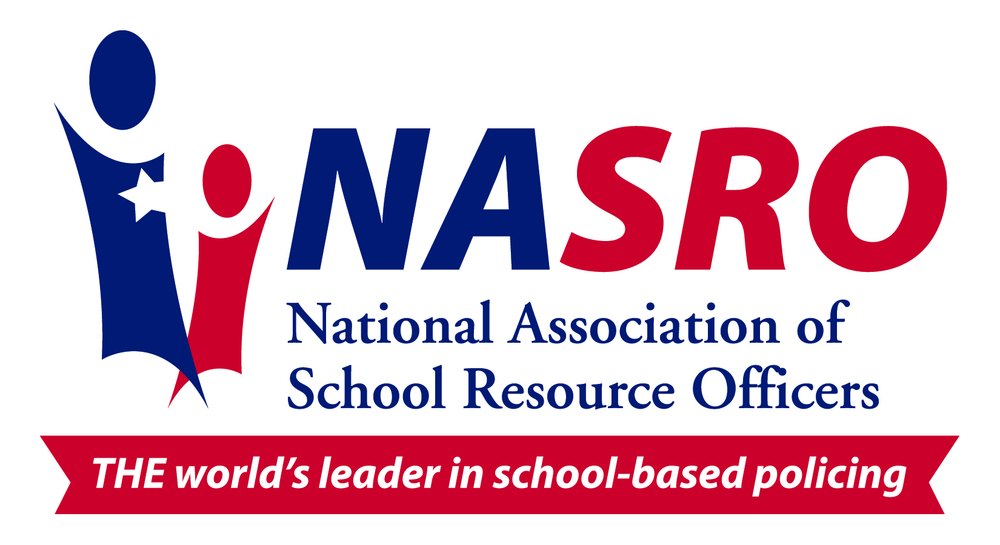 NASRO
National Association of
School Resource Officers
THE world’s leader in school-based policing